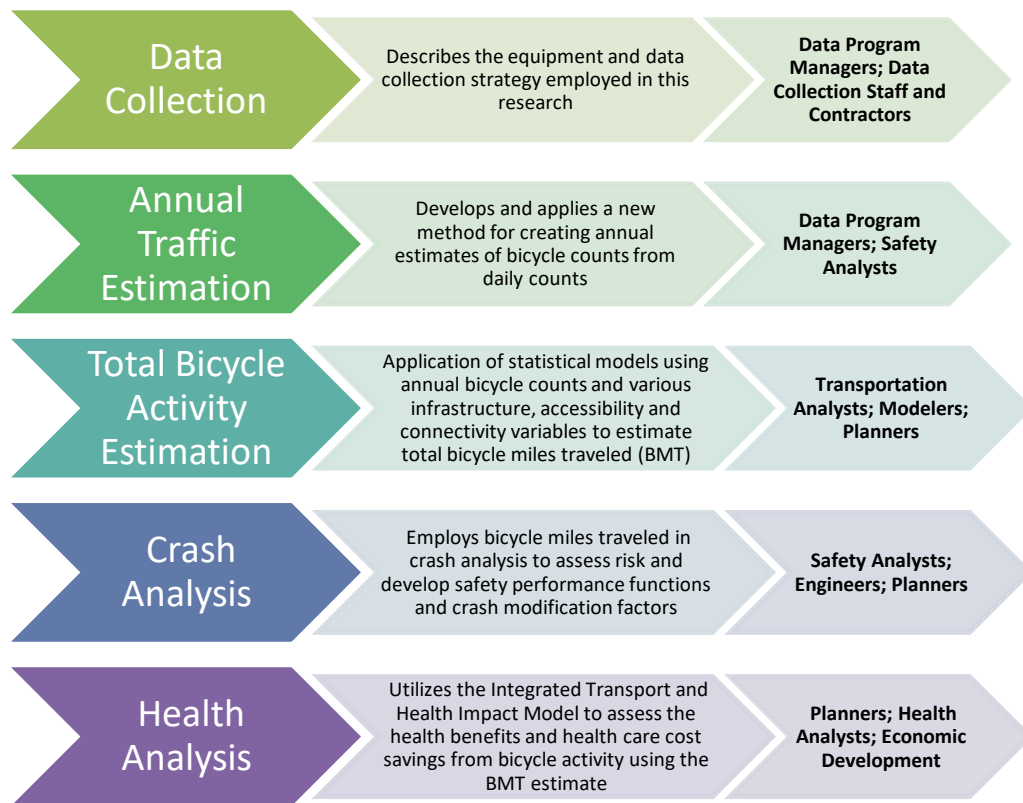 Data
Collection
Describes the equipment and data
collection strategy employed in this
research
Data Program
Managers; Data
Collection Staff and
Contractors
Annual
Traffic
Estimation
Develops and applies a new
method for creating annual
estimates of bicycle counts from
daily counts
Data Program
Managers; Safety
Analysts
Total Bicycle
Activity
Estimation
Application of statistical models using
annual bicycle counts and various
infrastructure, accessibility and
connectivity variables to estimate
total bicycle miles traveled (BMT)
Transportation
Analysts; Modelers;
Planners
Crash
Analysis
Employs bicycle miles traveled in
crash analysis to assess risk and
develop safety performance functions
and crash modification factors
Safety Analysts;
Engineers; Planners
Health
Analysis
Utilizes the Integrated Transport and
Health Impact Model to assess the
health benefits and health care cost
savings from bicycle activity using the
BMT estimate
Planners; Health
Analysts; Economic
Development